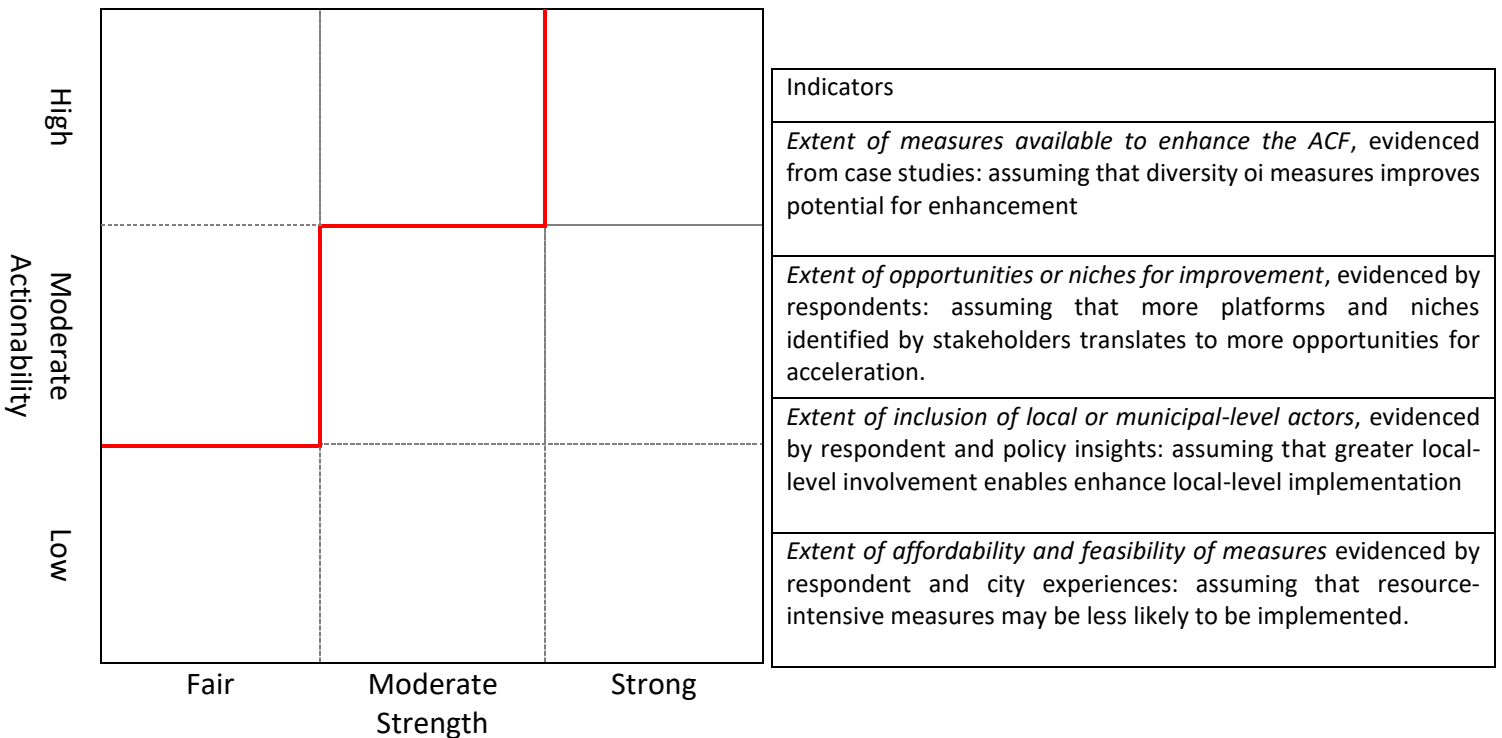 High
Moderate
Low
Actionability
Fair
Moderate
Strong
Strength
Indicators
Extent of measures available to enhance the ACF, evidenced
from case studies: assuming that diversity oi measures improves
potential for enhancement
Extent of opportunities or niches for improvement, evidenced by
respondents: assuming that more platforms and niches
identified by stakeholders translates to more opportunities for
acceleration.
Extent of inclusion of local or municipal-level actors, evidenced
by respondent and policy insights: assuming that greater local-
level involvement enables enhance local-level implementation
Extent of affordability and feasibility of measures evidenced by
respondent and city experiences: assuming that resource-
intensive measures may be less likely to be implemented.